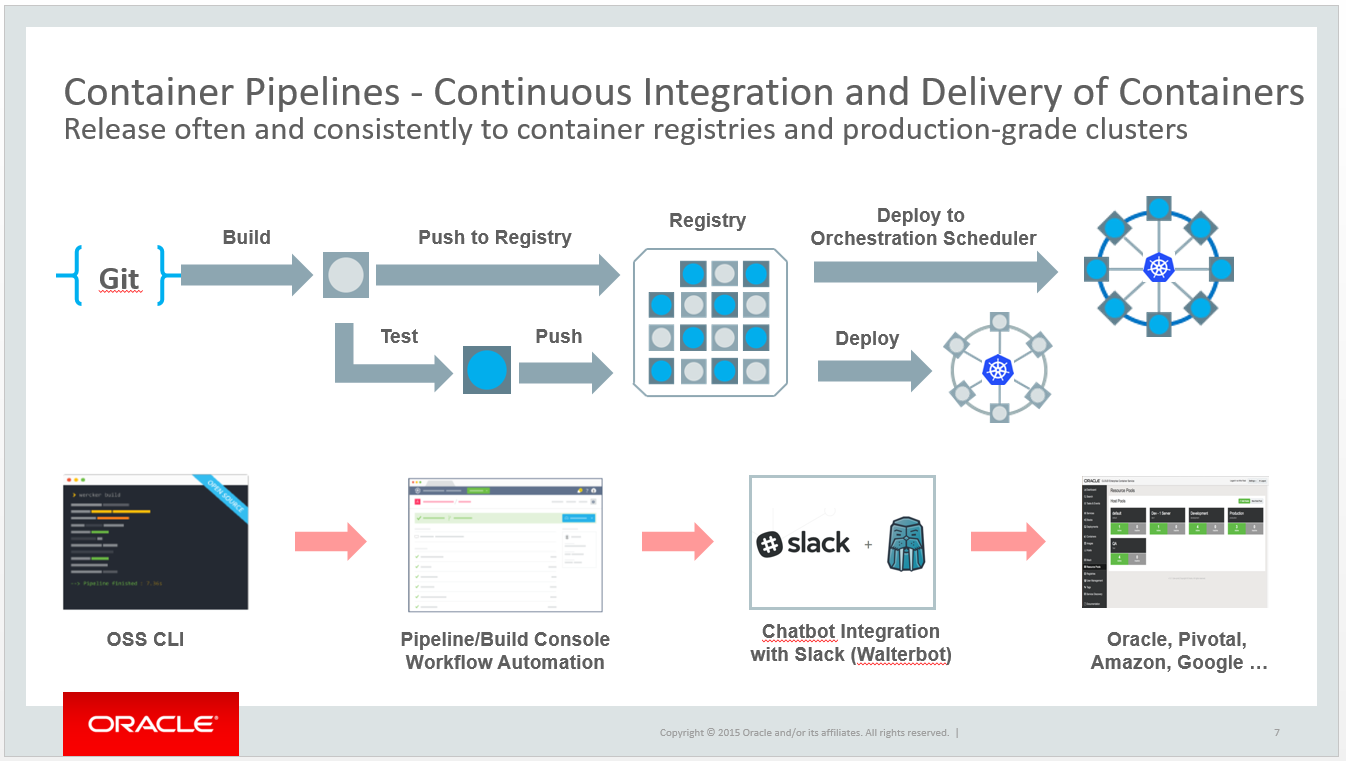 Container Pipelines - Continuous Integration and Delivery of Containers
Release often and consistently to container registries and production-grade clusters
Git
Build
Push to Registry
Registry
Deploy to
Orchestration Scheduler
Test
Push
Deploy
OPEN SOURCE
> wercker build
Pipeline finished : 7.94s
slack
+
ORACLE
Resource Pools
Host Pools
default
Dev - 1 Server
Development
Production
QA
OSS CLI
Pipeline/Build Console
Workflow Automation
Chatbot Integration
with Slack (Walterbot)
Oracle, Pivotal,
Amazon, Google ...
ORACLE®
Copyright © 2015 Oracle and/or its affiliates. All rights reserved. |
7